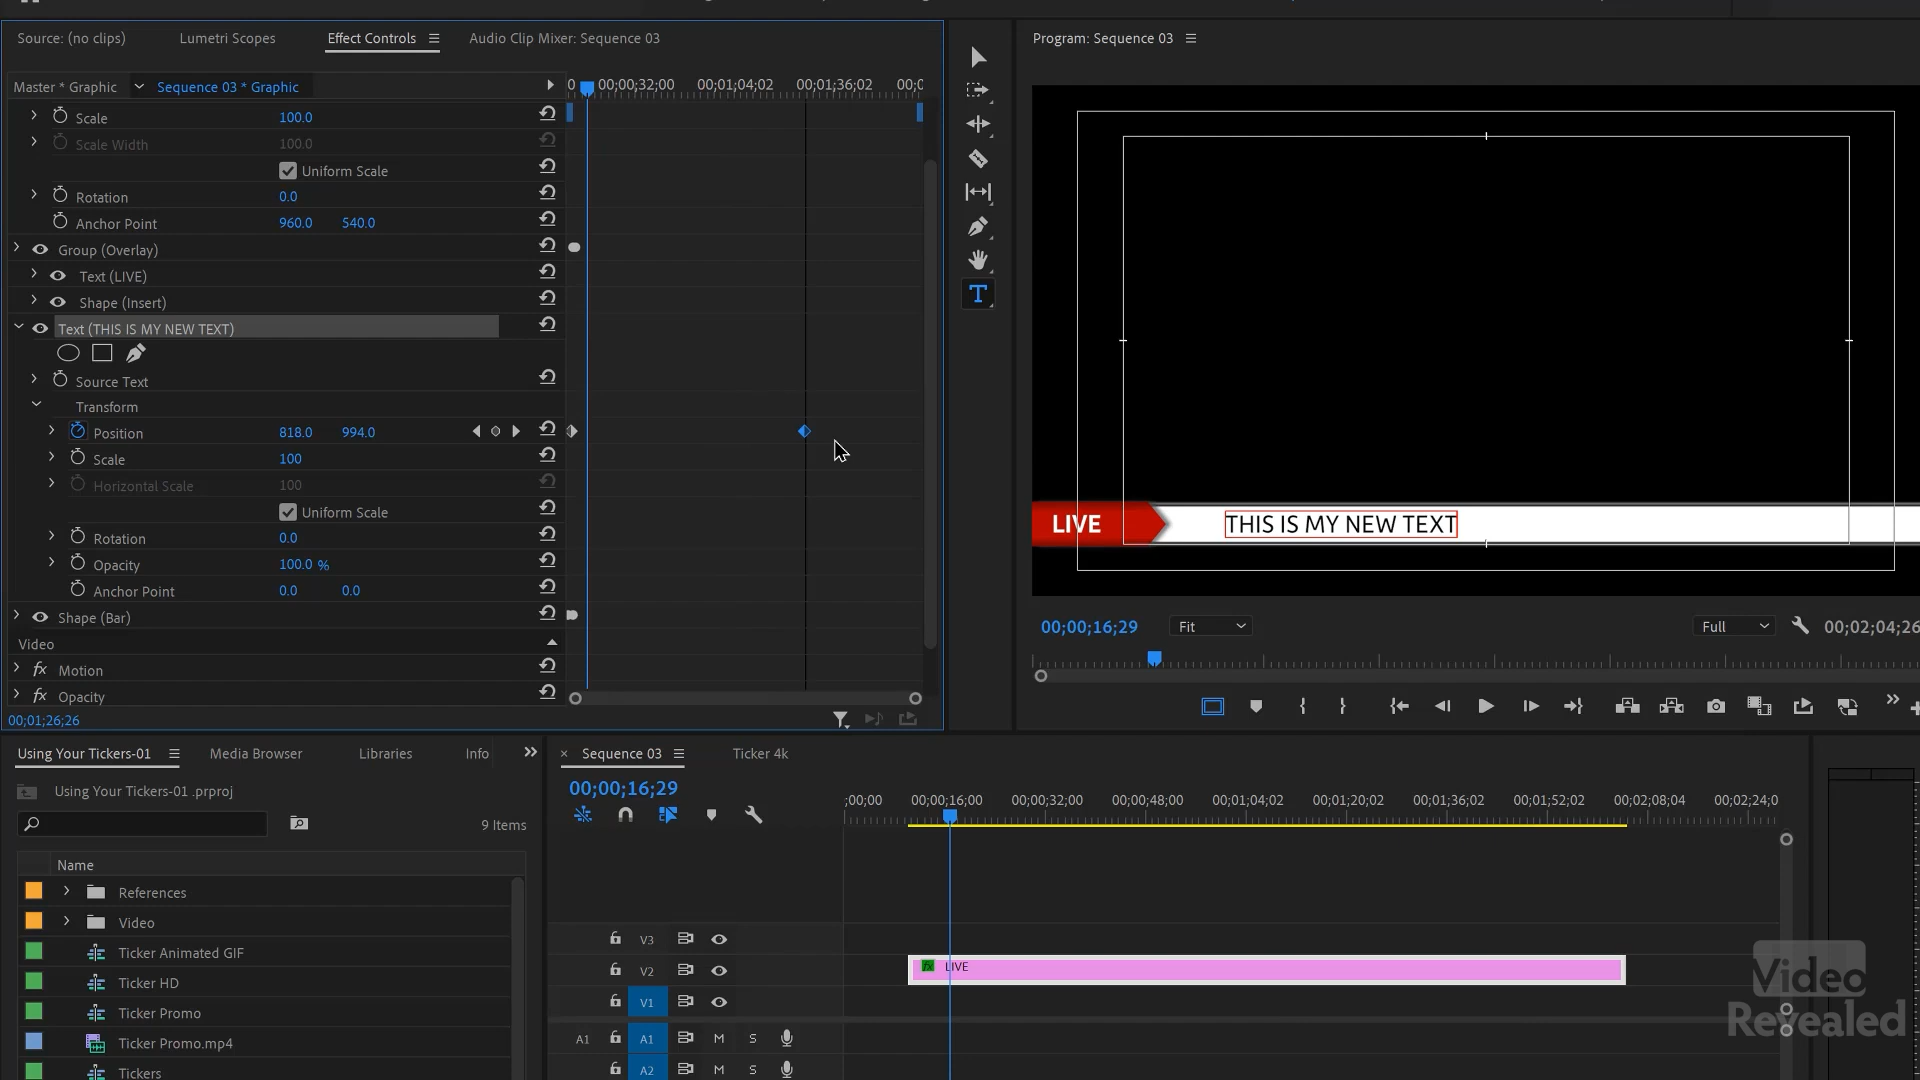 Source: (no clips)
Lumetri Scopes
Effect Controls
Audio Clip Mixer: Sequence 03
Program: Sequence 03
Master * Graphic
Sequence 03 * Graphic
0
00;00;32;00
00;01;04;02
00;01;36;02
00;0
Scale
100.0
Scale Width
100.0
Uniform Scale
Rotation
0.0
Anchor Point
960.0
540.0
Group (Overlay)
Text (LIVE)
Shape (Insert)
Text (THIS IS MY NEW TEXT)
Source Text
Transform
Position
818.0
994.0
Scale
100
Horizontal Scale
100
Uniform Scale
Rotation
0.0
Opacity
100.0 %
Anchor Point
0.0
0.0
Shape (Bar)
Video
fx Motion
fx Opacity
00;01;26;26
T
LIVE
THIS IS MY NEW TEXT
00;00;16;29
Fit
Full
00;02;04;26
Using Your Tickers-01
Media Browser
Libraries
Info
Using Your Tickers-01 .prproj
9 Items
Name
References
Video
Ticker Animated GIF
Ticker HD
Ticker Promo
Ticker Promo.mp4
Tickers
× Sequence 03
Ticker 4k
00;00;16;29
;00;00
00;00;16;00
00;00;32;00
00;00;48;00
00;01;04;02
00;01;20;02
00;01;36;02
00;01;52;02
00;02;08;04
00;02;24;0
V3
V2
fx LIVE
V1
A1
A1
M
S
A2
M
S
Video
Revealed